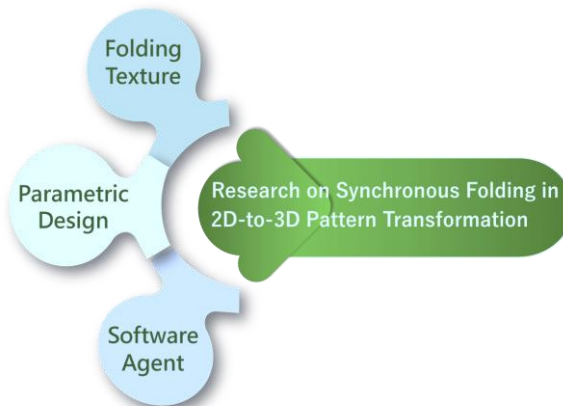 Folding
Texture
Parametric
Design
Research on Synchronous Folding in
2D-to-3D Pattern Transformation
Software
Agent